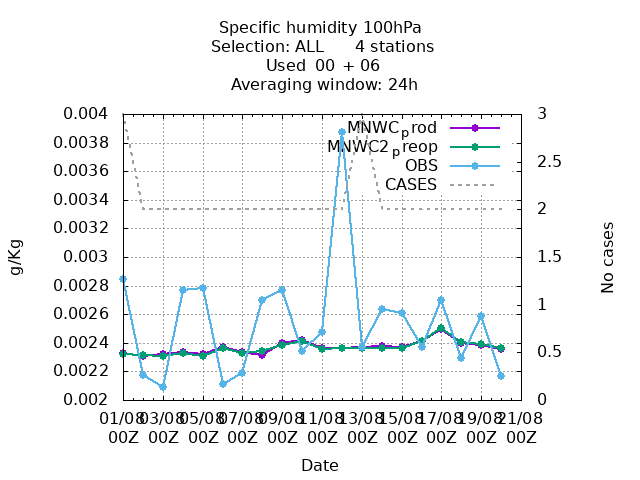 Specific humidity 100hPa
Selection: ALL 4 stations
Used 00 + 06
Averaging window: 24h
0.004
0.0038
0.0036
0.0034
0.0032
0.003
0.0028
0.0026
0.0024
0.0022
0.002
g/Kg
3
2.5
2
1.5
1
0.5
0
No cases
MNWCprod
MNWC2preop
OBS
CASES
01/08 03/08 05/08 07/08 09/08 11/08 13/08 15/08 17/08 19/08 21/08
00Z 00Z 00Z 00Z 00Z 00Z 00Z 00Z 00Z 00Z 00Z
Date